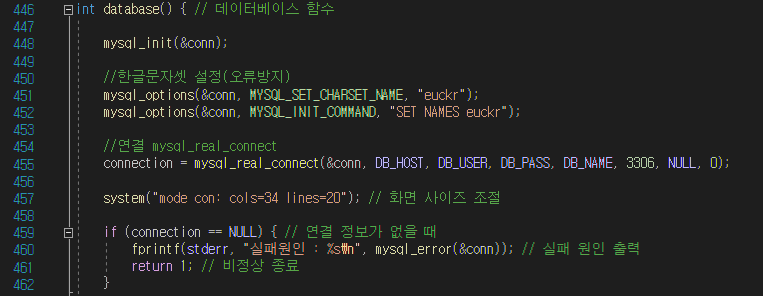 446 int database() { // 데이터베이스 함수
447
448 mysql_init(&conn);
449
450 //한글문자셋 설정(오류방지)
451 mysql_options(&conn, MYSQL_SET_CHARSET_NAME, "euckr");
452 mysql_options(&conn, MYSQL_INIT_COMMAND, "SET NAMES euckr");
453
454 //연결 mysql_real_connect
455 connection = mysql_real_connect(&conn, DB_HOST, DB_USER, DB_PASS, DB_NAME, 3306, NULL, 0);
456
457 system("mode con: cols=34 lines=20"); // 화면 사이즈 조절
458
459 if (connection == NULL) { // 연결 정보가 없을 때
460 fprintf(stderr, "실패원인 : %s₩n", mysql_error(&conn)); // 실패 원인 출력
461 return 1; // 비정상 종료
462 }